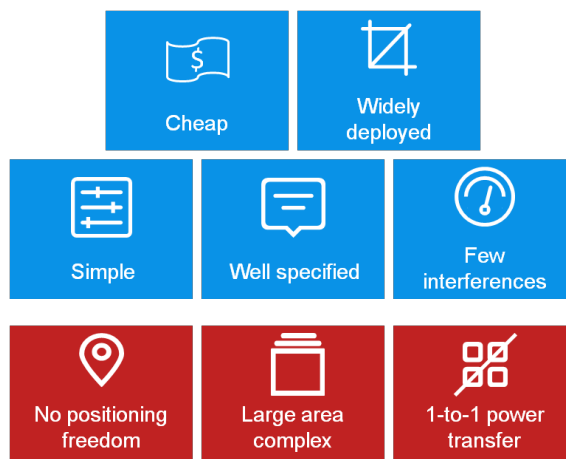 $
Cheap
Widely
deployed
Simple
Well specified
Few
interferences
No positioning
freedom
Large area
complex
1-to-1 power
transfer